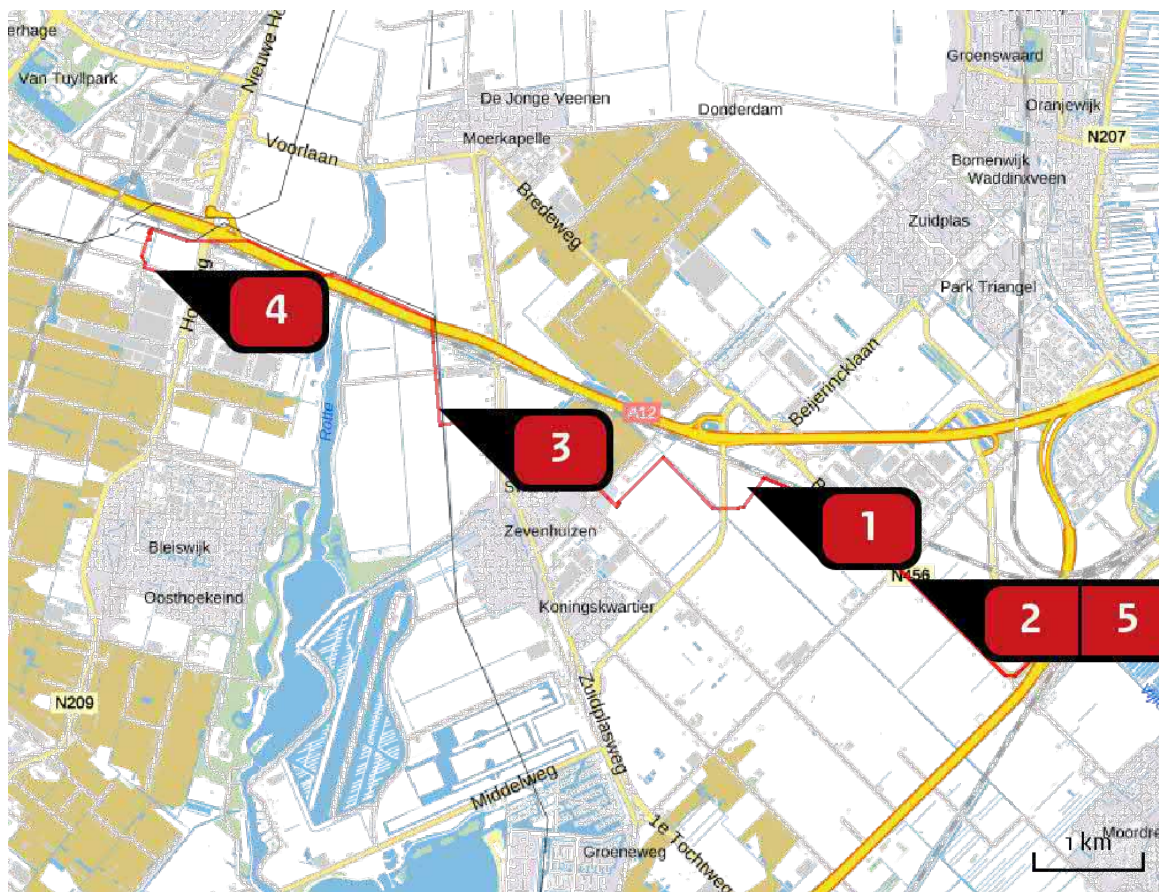 erhage
Van Tuyllpark
Nieuwe Ho
De Jonge Veenen
Moerkapelle
Voorlaan
Donderdam
Groenswaard
Oranjewijk
N207
Bornenwijk
Waddinxveen
Zuidplas
Bredeweg
Park Triangel
4
Rotte
Beijerincklaan
A12
3
Zevenhuizen
1
Bleiswijk
Oosthoekeind
Koningskwartier
N456
2
5
N209
Zuidplasweg
Middelweg
1e Tochtweg
Groeneweg
Moordre
1 km